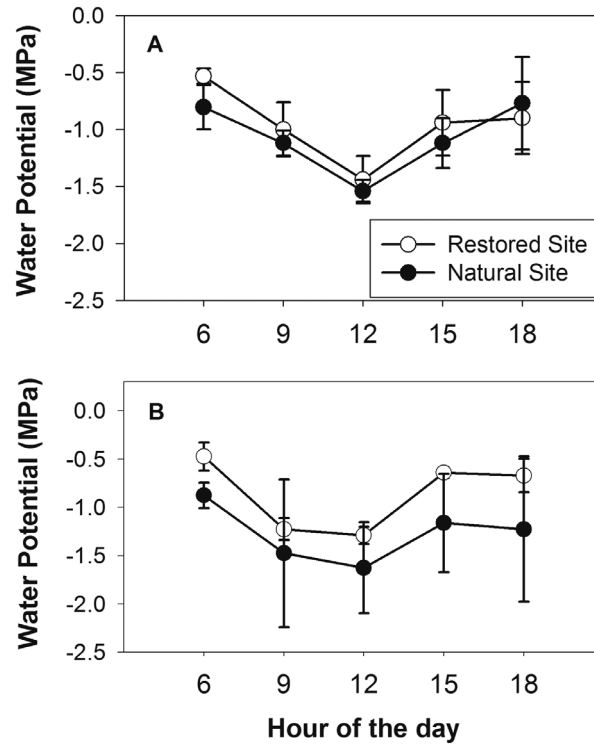 0.0
A
-0.5
-1.0
-1.5
-2.0
-2.5
Water Potential (MPa)
Restored Site
Natural Site
6 9 12 15 18
0.0
B
-0.5
-1.0
-1.5
-2.0
-2.5
Water Potential (MPa)
6 9 12 15 18
Hour of the day